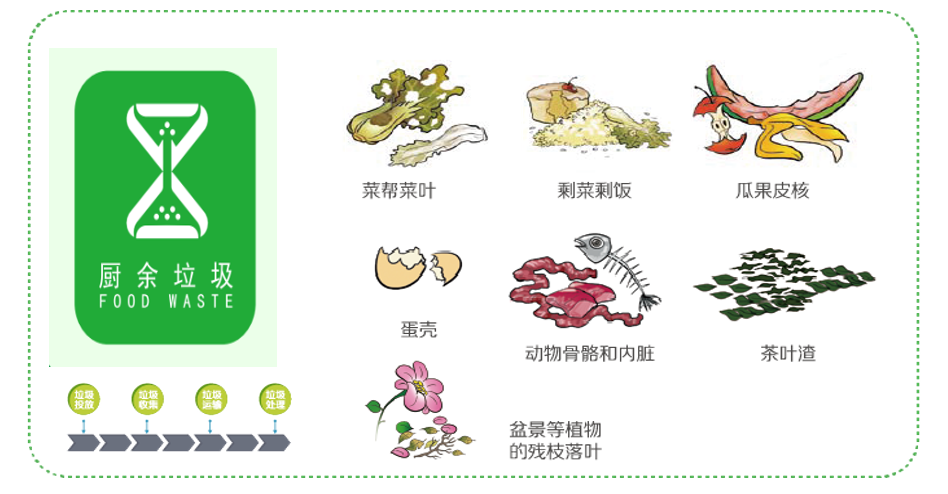 厨余垃圾
FOOD WASTE
菜帮菜叶
剩菜剩饭
瓜果皮核
蛋壳
动物骨骼和内脏
茶叶渣
盆景等植物
的残枝落叶
垃圾
投放
垃圾
收集
垃圾
运输
垃圾
处理